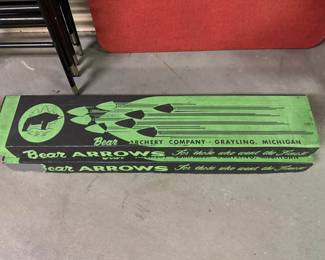 Bear ARCHERY COMPANY - GRAYLING, MICHIGAN
Bear ARROWS For those who want the Finest
Bear ARROWS For those who want the Finest